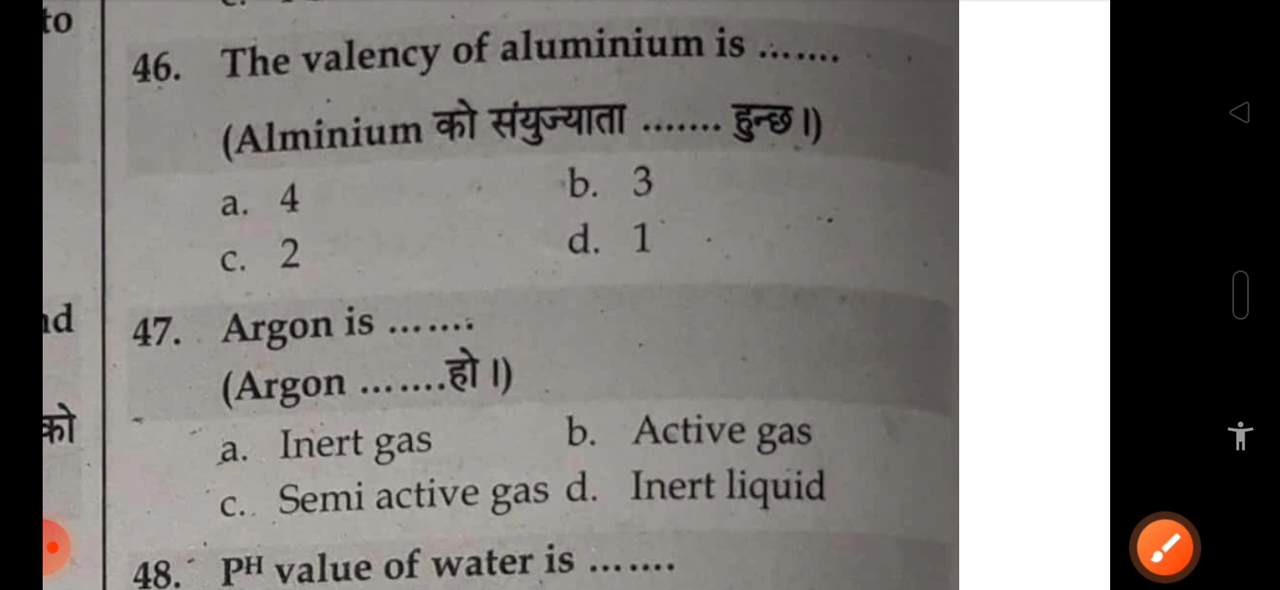 to
46. The valency of aluminium is .......
(Alminium को संयुज्याता ....... हुन्छ।)
a. 4 b. 3
c. 2 d. 1
nd
47. Argon is .......
(Argon .......हो।)
को
a. Inert gas b. Active gas
c. Semi active gas d. Inert liquid
48. PH value of water is .......